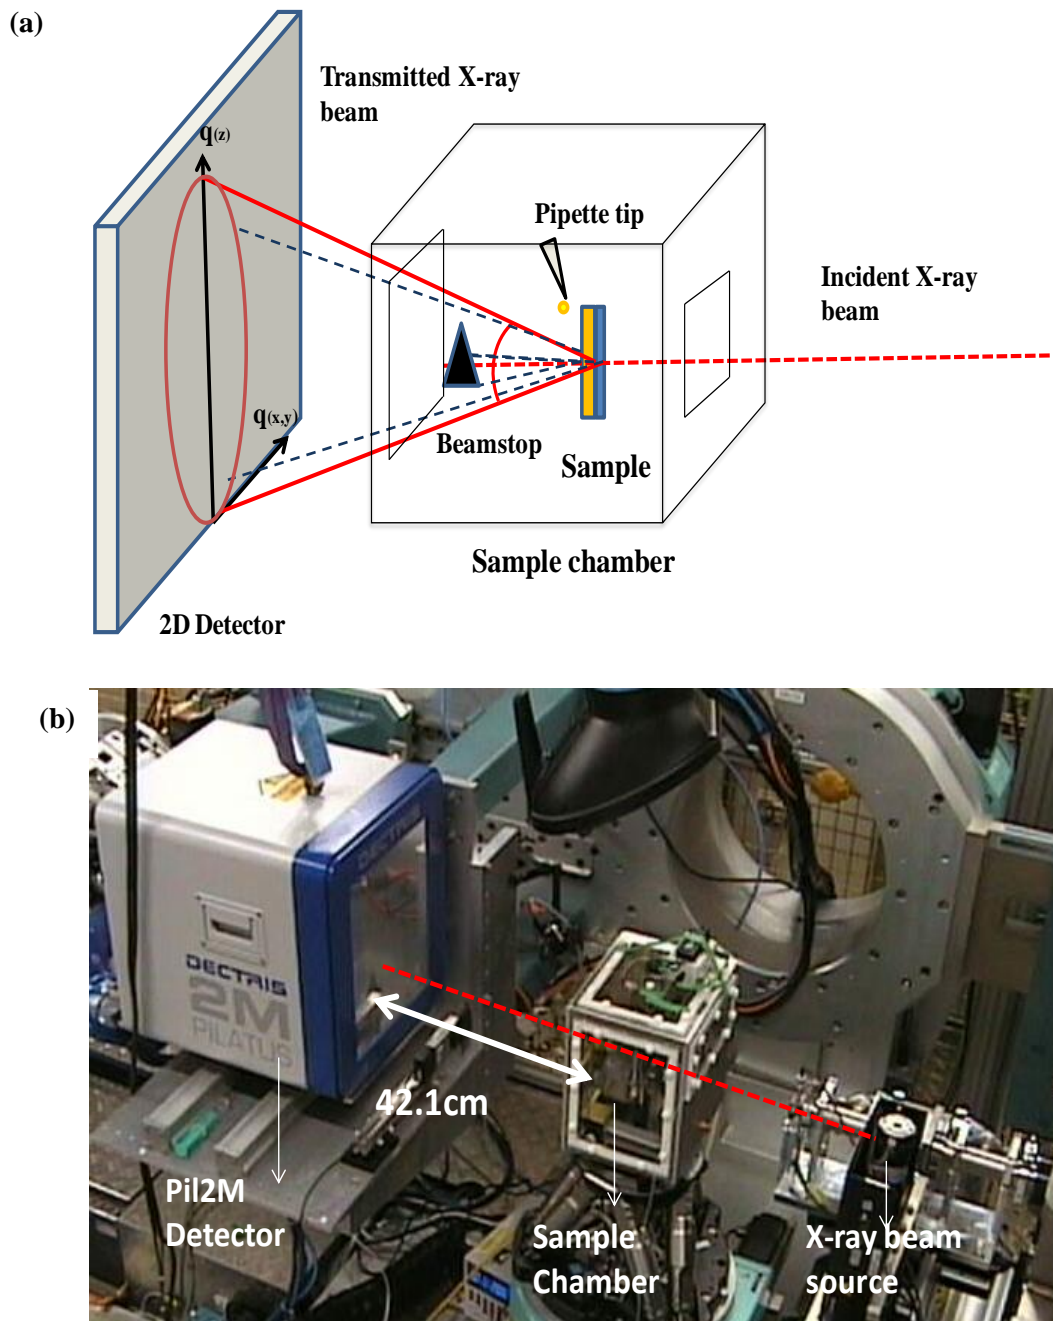 (a)
Transmitted X-ray
beam
q(z)
Pipette tip
Incident X-ray
beam
q(x,y)
Beamstop
Sample
Sample chamber
2D Detector
(b)
DECTRIS
2M
PILATUS
42.1cm
Pil2M
Detector
Sample
Chamber
X-ray beam
source